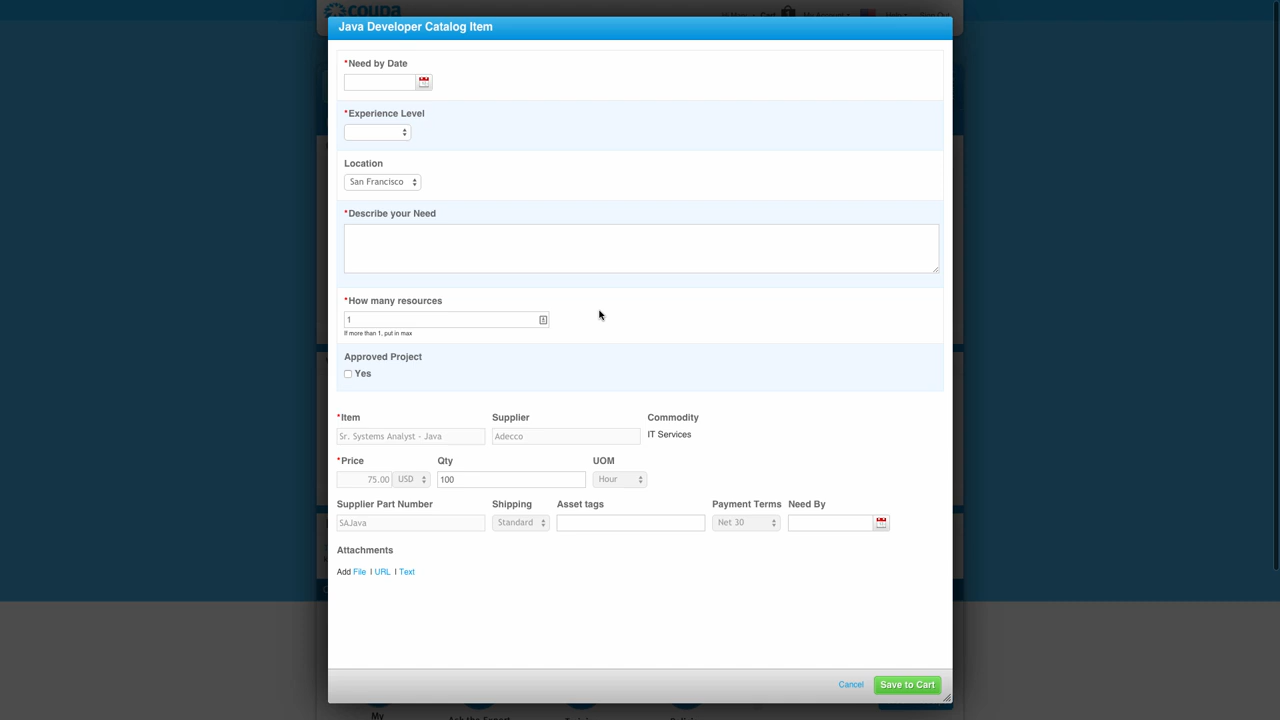 coupa
Java Developer Catalog Item
*Need by Date
*Experience Level
Location
San Francisco
*Describe your Need
*How many resources
1
If more than 1, put in max
Approved Project
Yes
*Item Supplier Commodity
Sr. Systems Analyst - Java Adecco IT Services
*Price Qty UOM
75.00 USD 100 Hour
Supplier Part Number Shipping Asset tags Payment Terms Need By
SAJava Standard Net 30
Attachments
Add File | URL | Text
Cancel Save to Cart
My